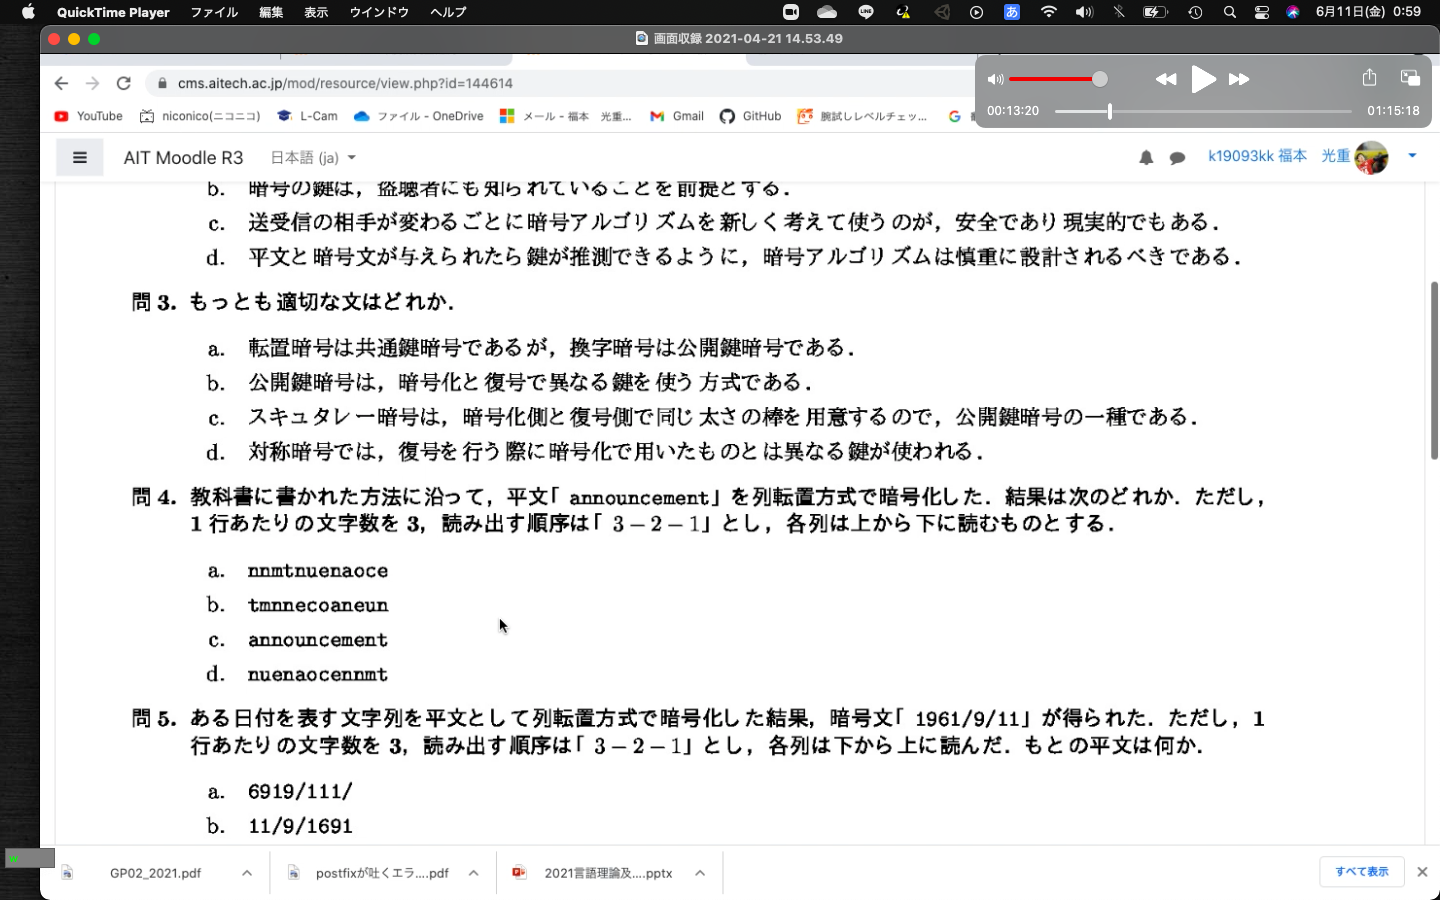 QuickTime Player ファイル 編集 表示 ウインドウ ヘルプ
LINE あ 6月11日(金) 0:59
画面収録 2021-04-21 14.53.49
cms.aitech.ac.jp/mod/resource/view.php?id=144614
00:13:20 01:15:18
YouTube niconico(ニコニコ) L-Cam ファイル - OneDrive メール - 福本 光重... Gmail GitHub 腕試しレベルチェッ...
AIT Moodle R3 日本語 (ja) k19093kk 福本 光重
b. 暗号の鍵は，盗聴者にも知られていることを前提とする．
c. 送受信の相手が変わるごとに暗号アルゴリズムを新しく考えて使うのが，安全であり現実的でもある．
d. 平文と暗号文が与えられたら鍵が推測できるように，暗号アルゴリズムは慎重に設計されるべきである．
問 3. もっとも適切な文はどれか．
a. 転置暗号は共通鍵暗号であるが，換字暗号は公開鍵暗号である．
b. 公開鍵暗号は，暗号化と復号で異なる鍵を使う方式である．
c. スキュタレー暗号は，暗号化側と復号側で同じ太さの棒を用意するので，公開鍵暗号の一種である．
d. 対称暗号では，復号を行う際に暗号化で用いたものとは異なる鍵が使われる．
問 4. 教科書に書かれた方法に沿って，平文「 announcement」を列転置方式で暗号化した．結果は次のどれか．ただし，
1 行あたりの文字数を 3，読み出す順序は「 3 − 2 − 1」とし，各列は上から下に読むものとする．
a. nnmtnuenaoce
b. tmnnecoaneun
c. announcement
d. nuenaocennmt
問 5. ある日付を表す文字列を平文として列転置方式で暗号化した結果，暗号文「 1961/9/11」が得られた．ただし，1
行あたりの文字数を 3，読み出す順序は「 3 − 2 − 1」とし，各列は下から上に読んだ．もとの平文は何か．
a. 6919/111/
b. 11/9/1691
w
GP02_2021.pdf postfixが吐くエラ....pdf 2021言語理論及....pptx すべて表示